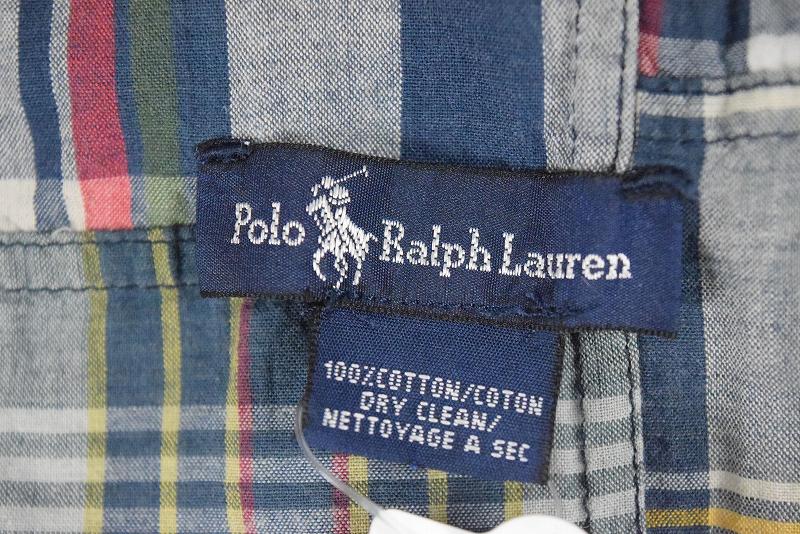 Polo Ralph Lauren
100% COTTON/COTON
DRY CLEAN/
NETTOYAGE A SEC